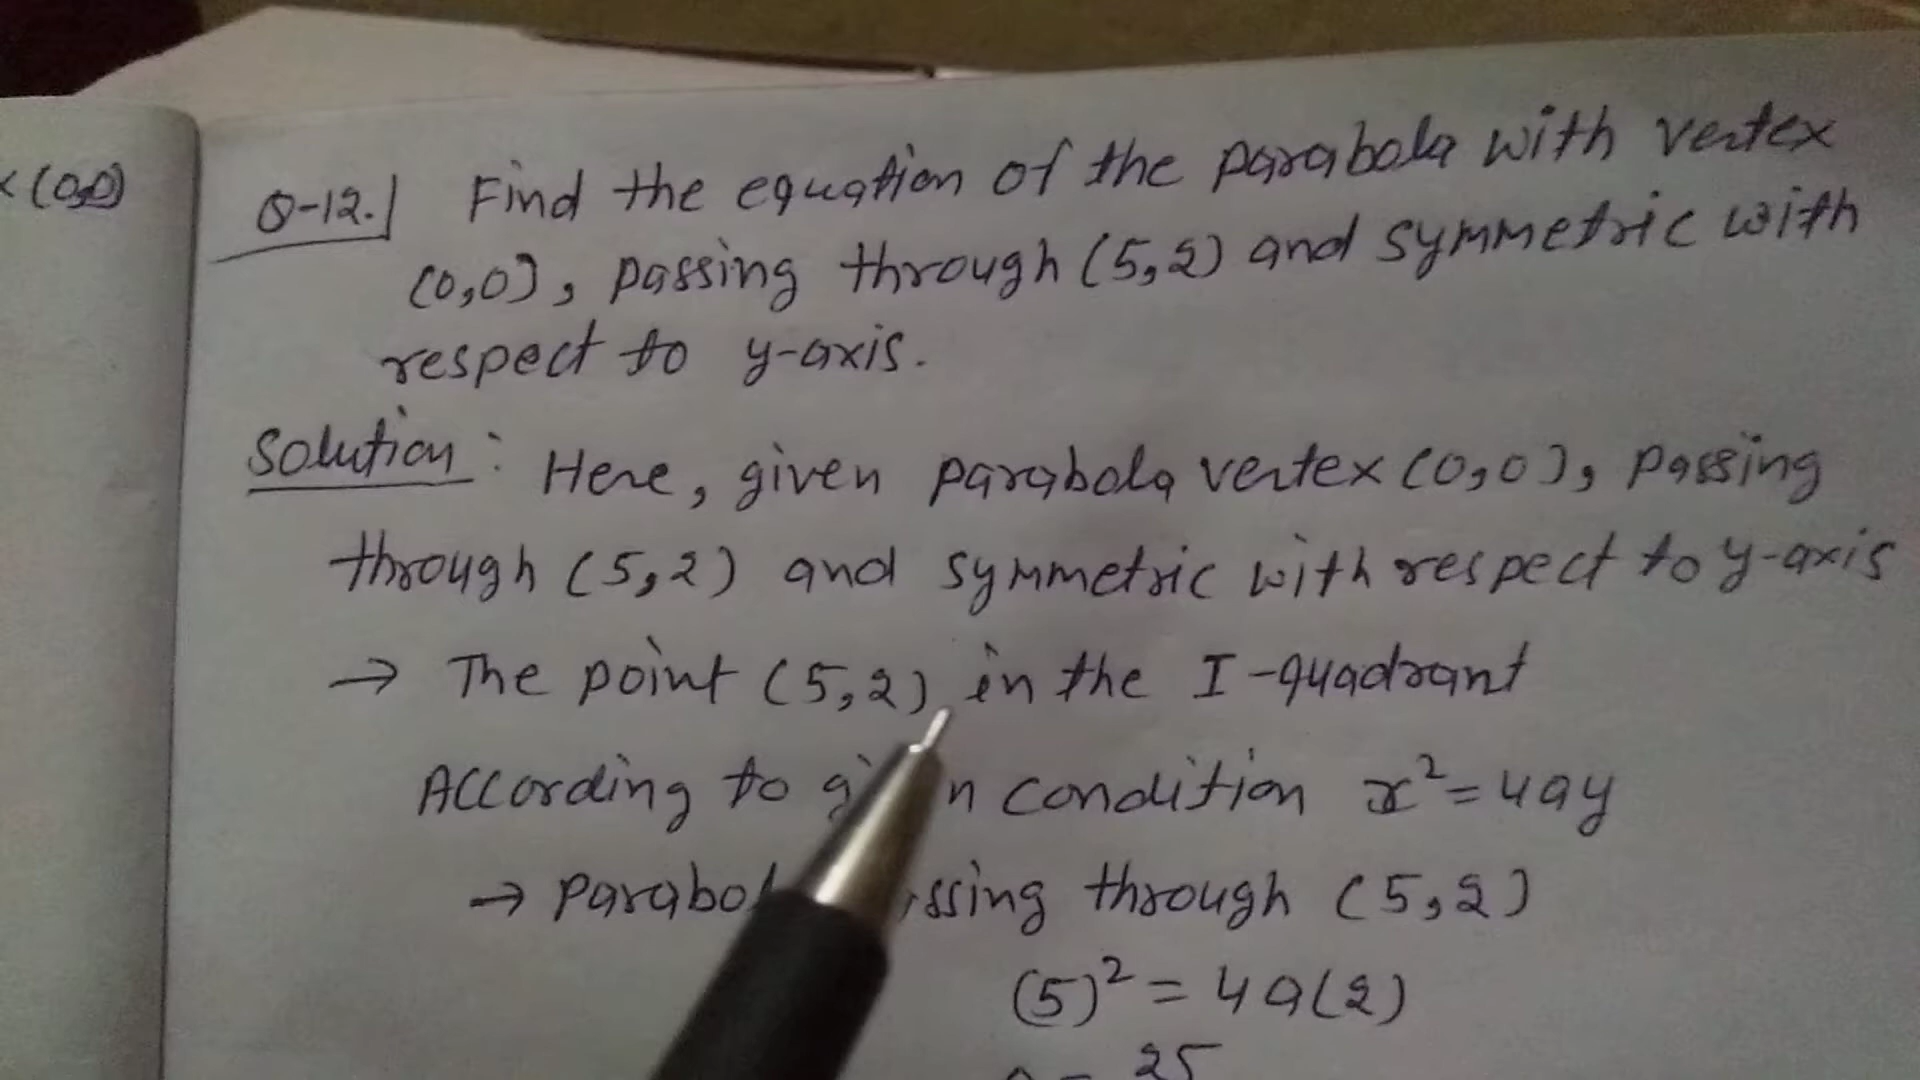 (0,0)
Q-12. Find the equation of the parabola with vertex
(0,0), passing through (5,2) and symmetric with
respect to y-axis.
Solution: Here, given parabola vertex (0,0), passing
through (5,2) and symmetric with respect to y-axis
→ The point (5,2) in the I-quadrant
According to condition x²=4ay
→ through (5,2)
(5)² = 4a(2)
25